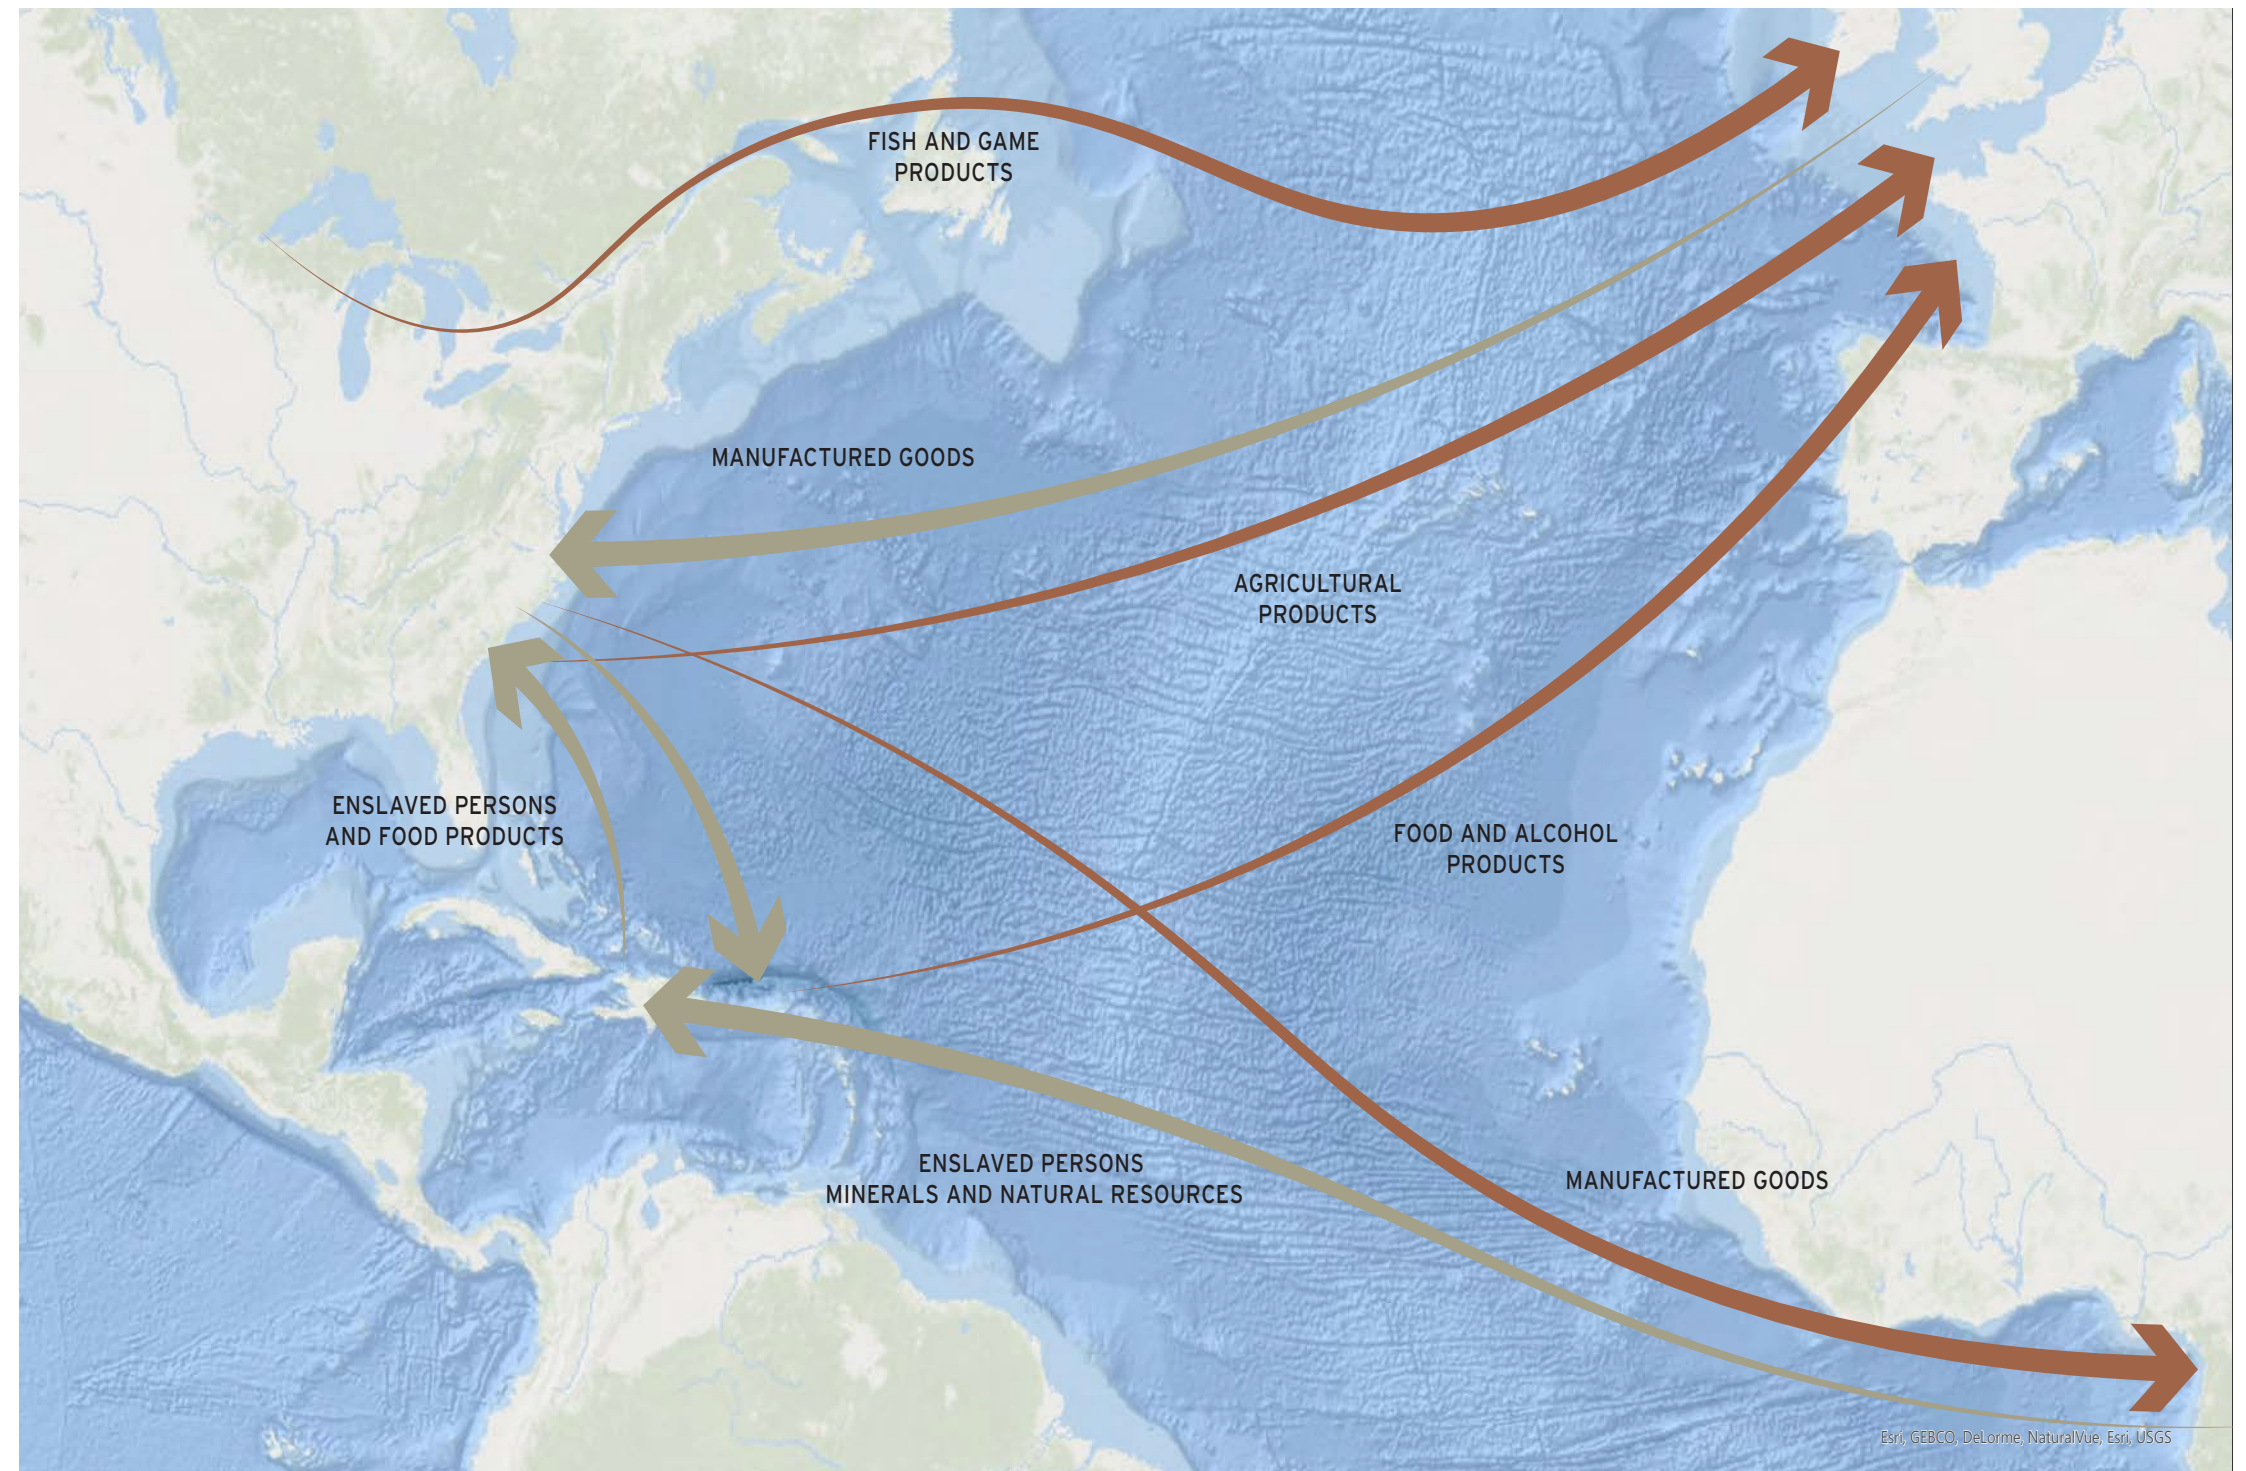 FISH AND GAME
PRODUCTS
MANUFACTURED GOODS
AGRICULTURAL
PRODUCTS
ENSLAVED PERSONS
AND FOOD PRODUCTS
FOOD AND ALCOHOL
PRODUCTS
ENSLAVED PERSONS
MINERALS AND NATURAL RESOURCES
MANUFACTURED GOODS
Esri, GEBCO, DeLorme, NaturalVue, Esri, USGS